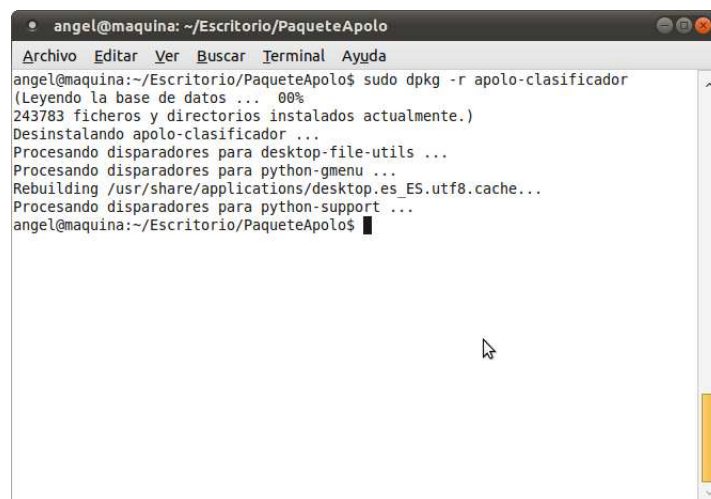 angel@maquina: ~/Escritorio/PaqueteApolo
Archivo Editar Ver Buscar Terminal Ayuda
angel@maquina:~/Escritorio/PaqueteApolo$ sudo dpkg -r apolo-clasificador
(Leyendo la base de datos ...  00%
243783 ficheros y directorios instalados actualmente.)
Desinstalando apolo-clasificador ...
Procesando disparadores para desktop-file-utils ...
Procesando disparadores para python-gmenu ...
Rebuilding /usr/share/applications/desktop.es_ES.utf8.cache...
Procesando disparadores para python-support ...
angel@maquina:~/Escritorio/PaqueteApolo$